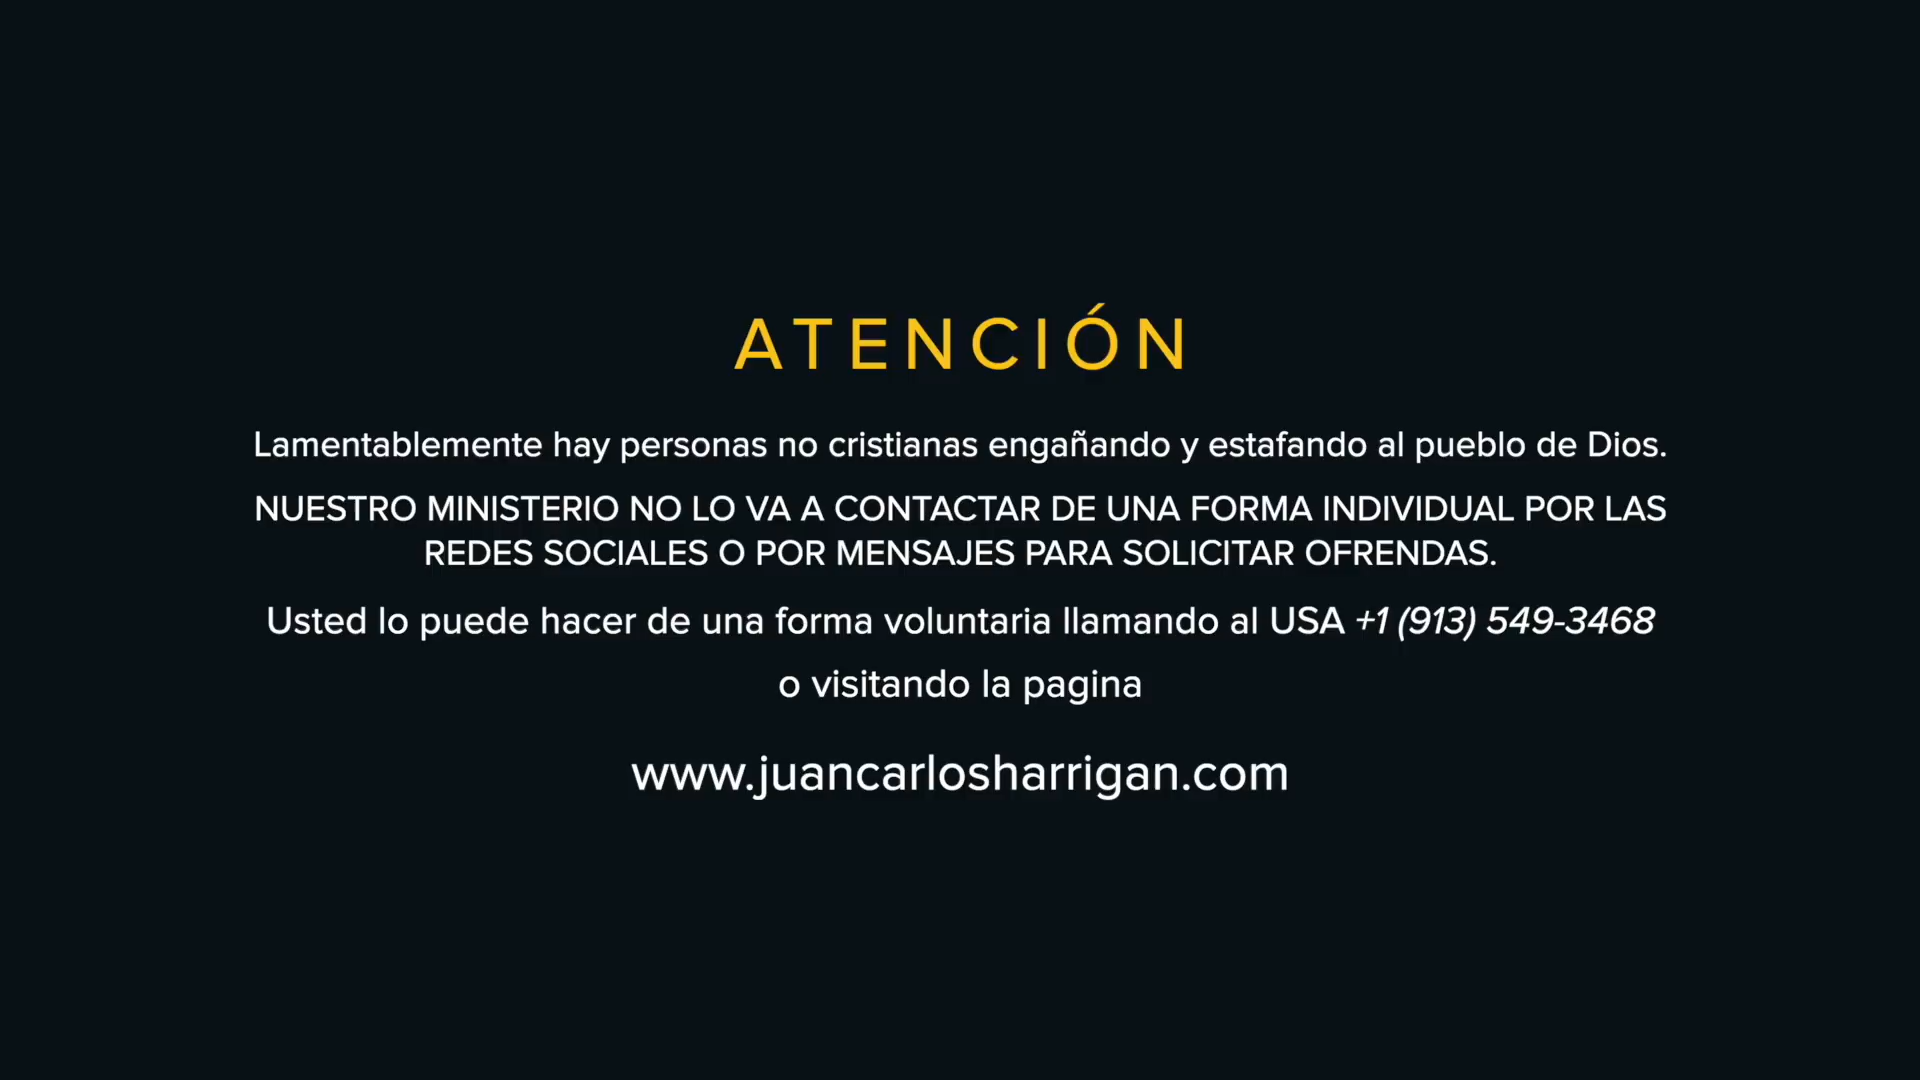 ATENCIÓN
Lamentablemente hay personas no cristianas engañando y estafando al pueblo de Dios.
NUESTRO MINISTERIO NO LO VA A CONTACTAR DE UNA FORMA INDIVIDUAL POR LAS
REDES SOCIALES O POR MENSAJES PARA SOLICITAR OFRENDAS.
Usted lo puede hacer de una forma voluntaria llamando al USA +1 (913) 549-3468
o visitando la pagina
www.juancarlosharrigan.com